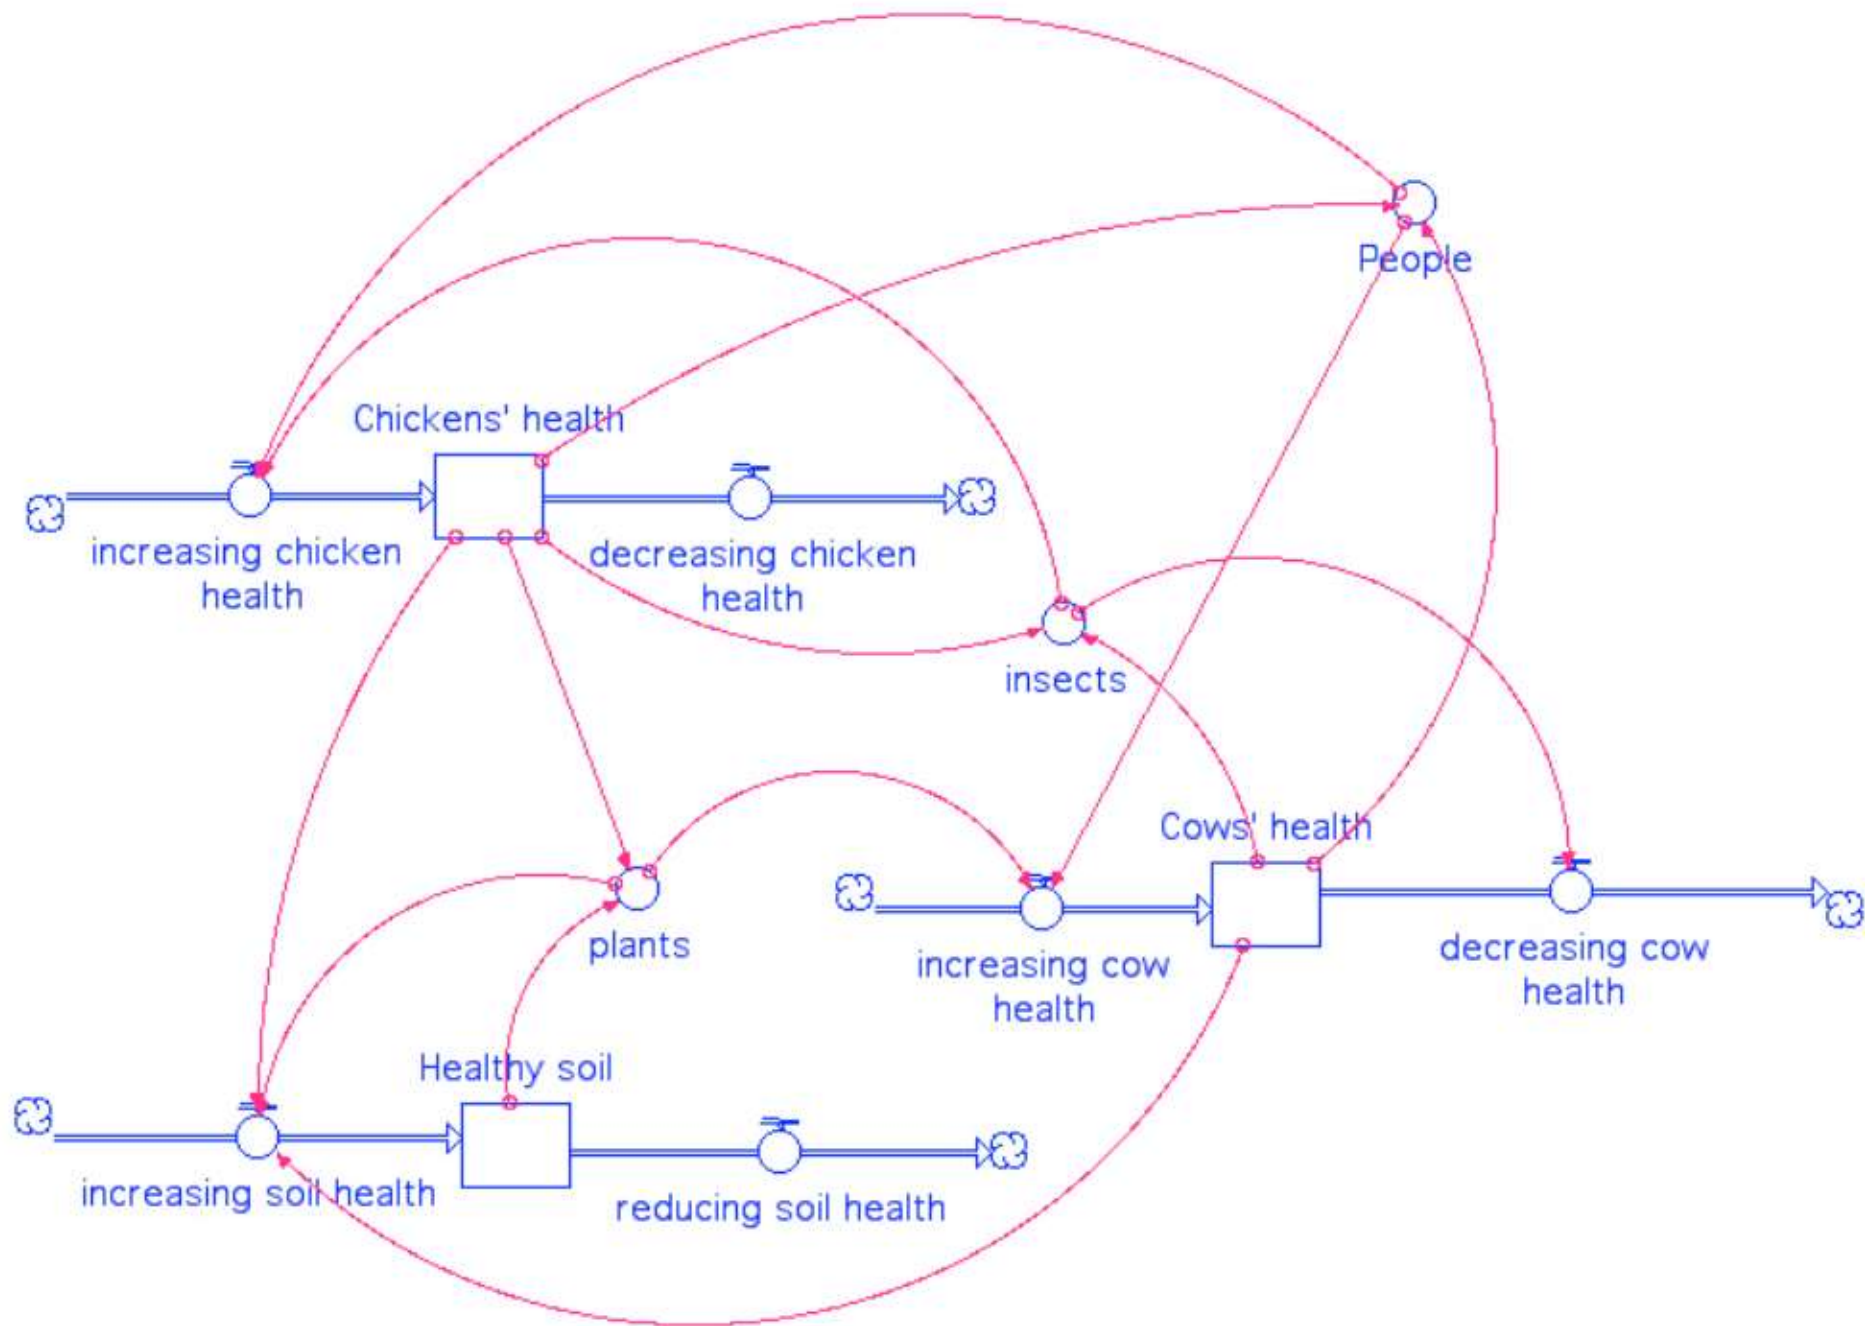 People
Chickens' health
increasing chicken
health
decreasing chicken
health
insects
Cows' health
plants
increasing cow
health
decreasing cow
health
Healthy soil
increasing soil health
reducing soil health